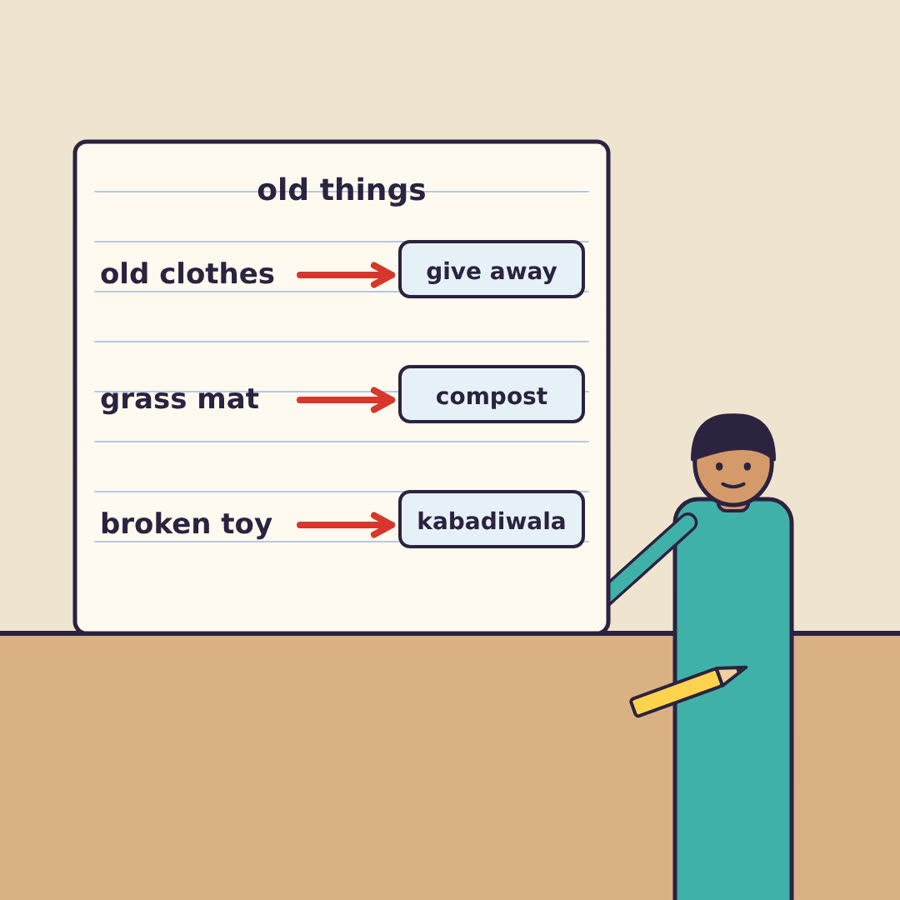 old things
old clothes give away
grass mat compost
broken toy kabadiwala